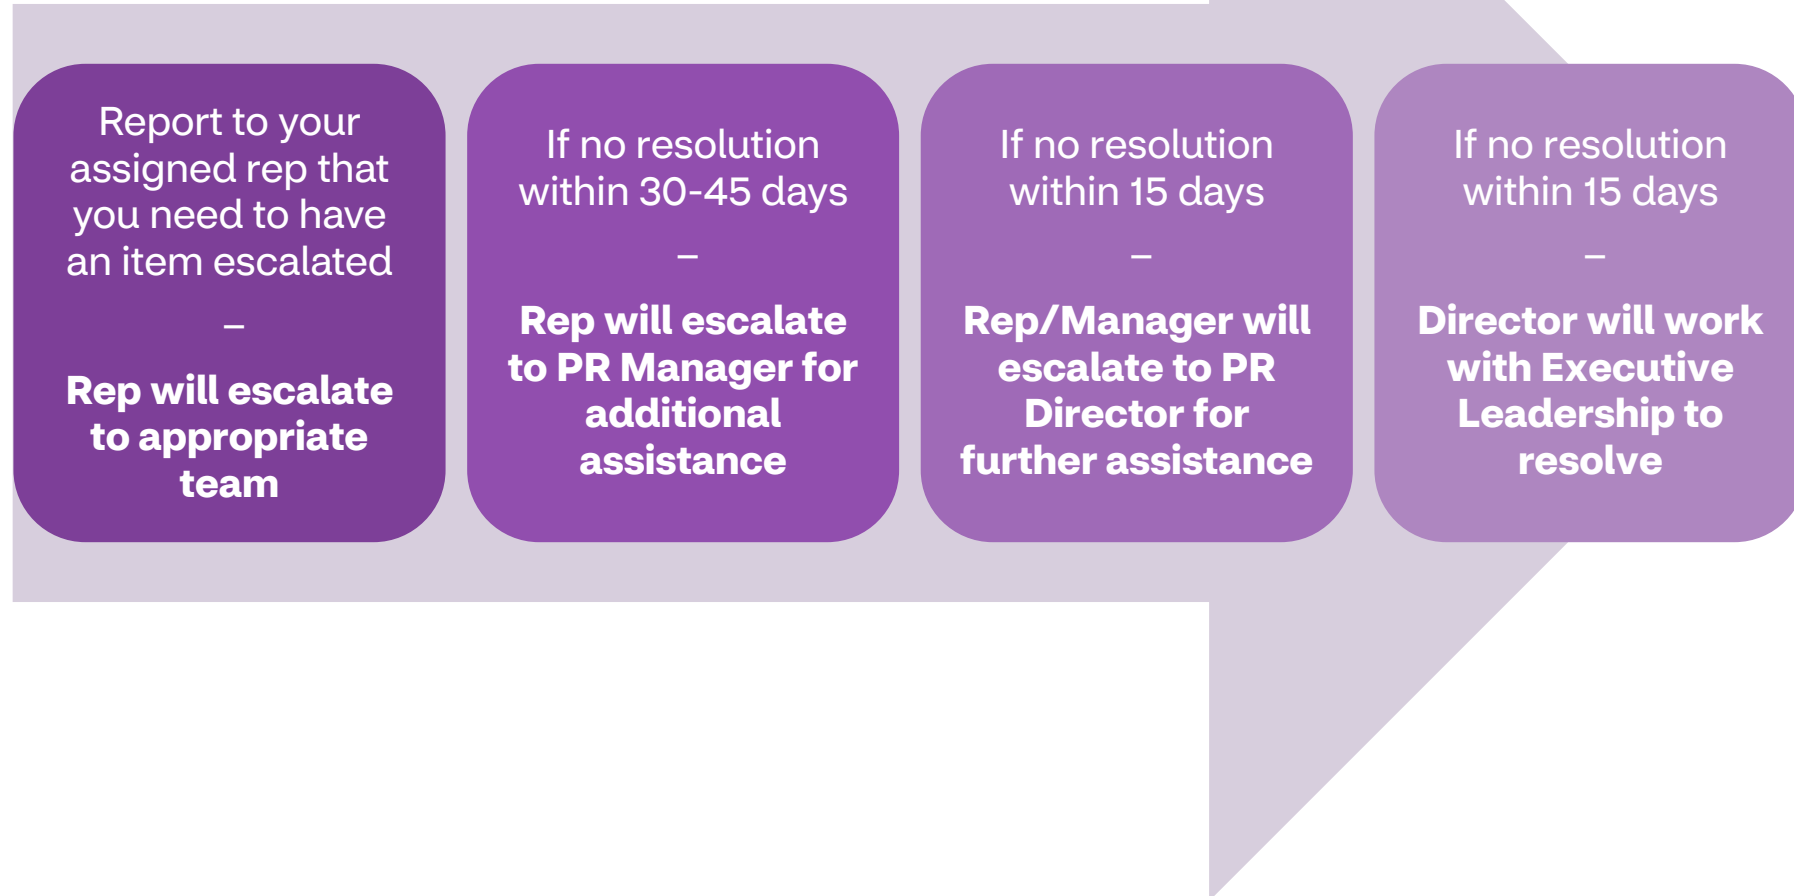 Report to your
assigned rep that
you need to have
an item escalated
–
Rep will escalate
to appropriate
team
If no resolution
within 30-45 days
–
Rep will escalate
to PR Manager for
additional
assistance
If no resolution
within 15 days
–
Rep/Manager will
escalate to PR
Director for
further assistance
If no resolution
within 15 days
–
Director will work
with Executive
Leadership to
resolve